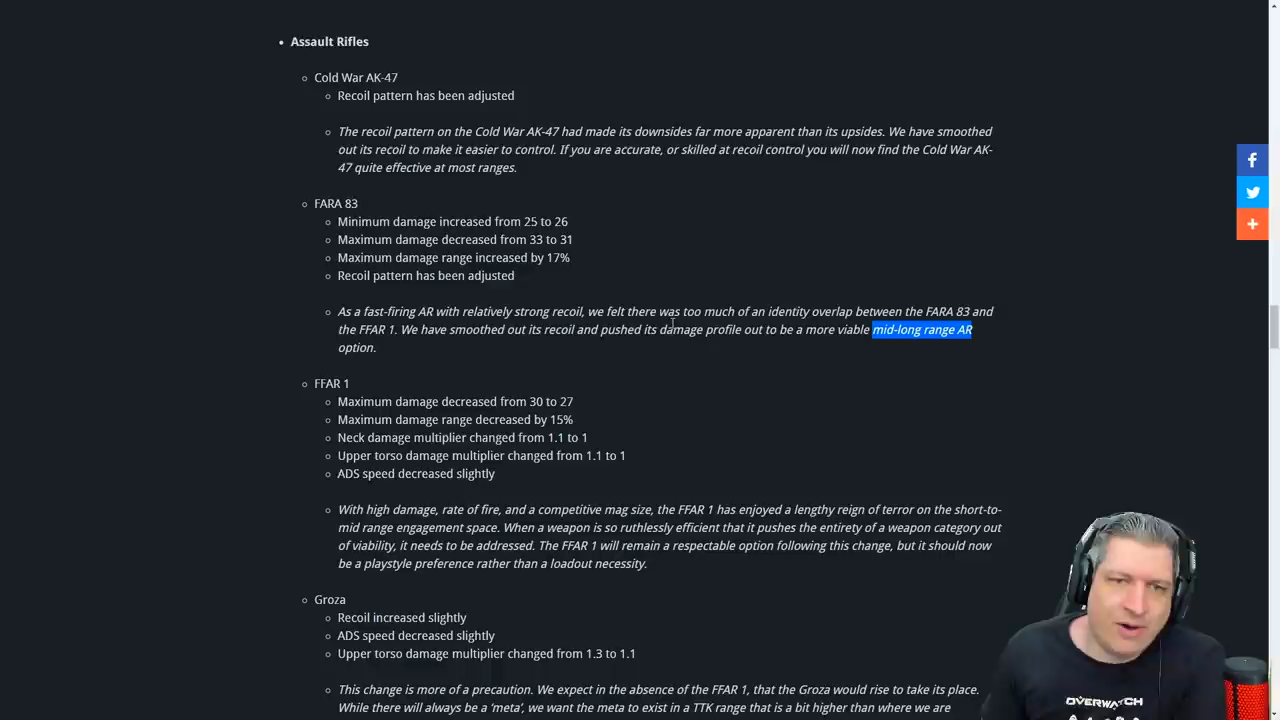 Assault Rifles
Cold War AK-47
Recoil pattern has been adjusted
The recoil pattern on the Cold War AK-47 had made its downsides far more apparent than its upsides. We have smoothed
out its recoil to make it easier to control. If you are accurate, or skilled at recoil control you will now find the Cold War AK-
47 quite effective at most ranges.
FARA 83
Minimum damage increased from 25 to 26
Maximum damage decreased from 33 to 31
Maximum damage range increased by 17%
Recoil pattern has been adjusted
As a fast-firing AR with relatively strong recoil, we felt there was too much of an identity overlap between the FARA 83 and
the FFAR 1. We have smoothed out its recoil and pushed its damage profile out to be a more viable mid-long range AR
option.
FFAR 1
Maximum damage decreased from 30 to 27
Maximum damage range decreased by 15%
Neck damage multiplier changed from 1.1 to 1
Upper torso damage multiplier changed from 1.1 to 1
ADS speed decreased slightly
With high damage, rate of fire, and a competitive mag size, the FFAR 1 has enjoyed a lengthy reign of terror on the short-to-
mid range engagement space. When a weapon is so ruthlessly efficient that it pushes the entirety of a weapon category out
of viability, it needs to be addressed. The FFAR 1 will remain a respectable option following this change, but it should now
be a playstyle preference rather than a loadout necessity.
Groza
Recoil increased slightly
ADS speed decreased slightly
Upper torso damage multiplier changed from 1.3 to 1.1
This change is more of a precaution. We expect in the absence of the FFAR 1, that the Groza would rise to take its place.
While there will always be a ‘meta’, we want the meta to exist in a TTK range that is a bit higher than where we are
OVERWATCH